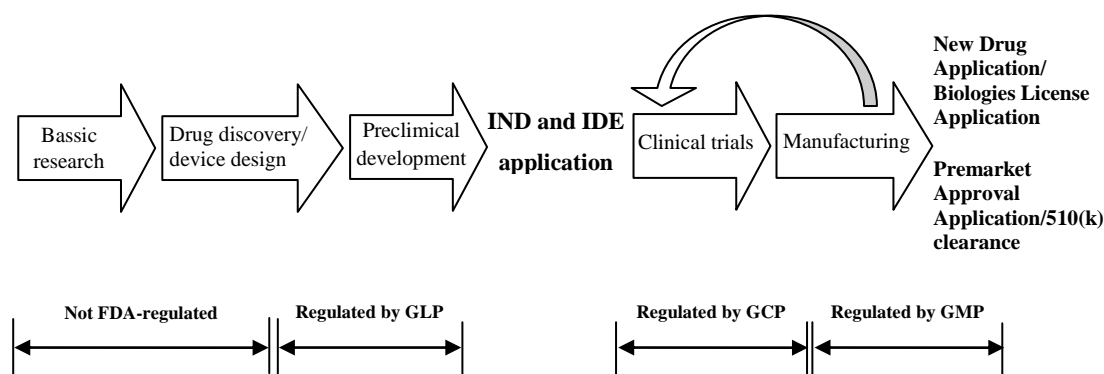 Bassic
research
Drug discovery/
device design
Preclimical
development
IND and IDE
application
Clinical trials
Manufacturing
New Drug
Application/
Biologies License
Application
Premarket
Approval
Application/510(k)
clearance
Not FDA-regulated
Regulated by GLP
Regulated by GCP
Regulated by GMP